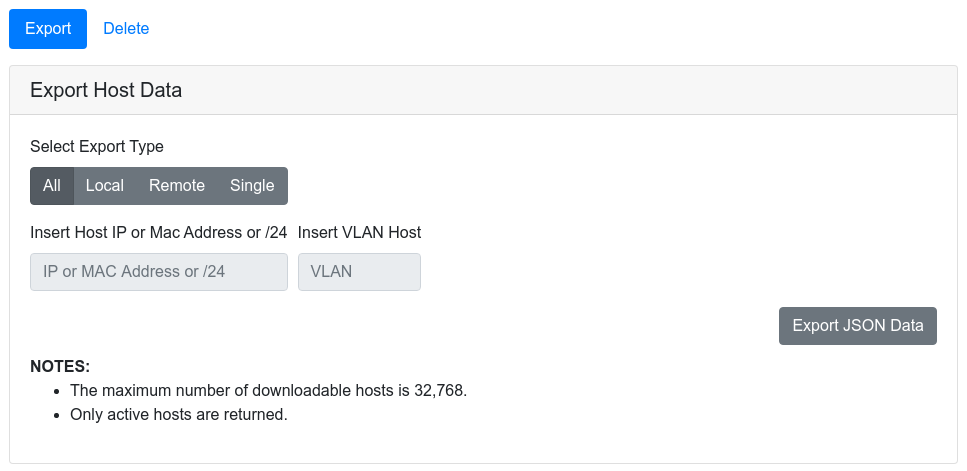 Export Delete
Export Host Data
Select Export Type
All Local Remote Single
Insert Host IP or Mac Address or /24 Insert VLAN Host
IP or MAC Address or /24 VLAN
Export JSON Data
NOTES:
• The maximum number of downloadable hosts is 32,768.
• Only active hosts are returned.